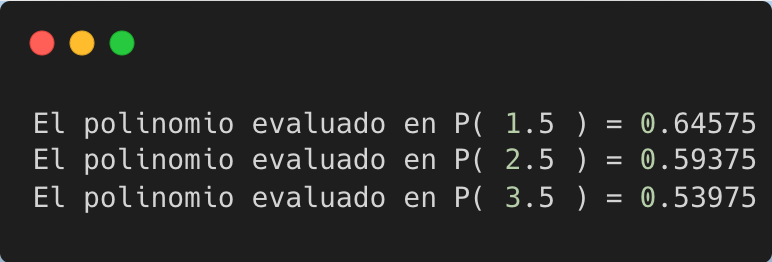 El polinomio evaluado en P( 1.5 ) = 0.64575
El polinomio evaluado en P( 2.5 ) = 0.59375
El polinomio evaluado en P( 3.5 ) = 0.53975